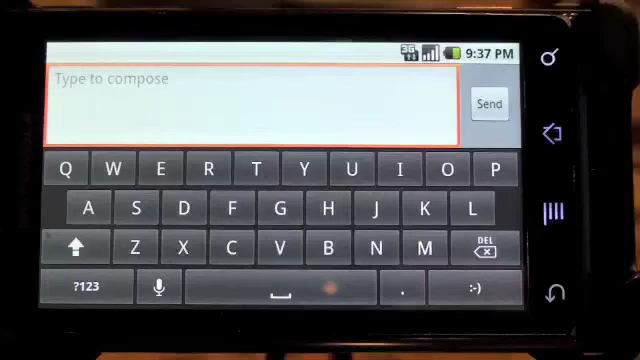 3G 9:37 PM
Type to compose
Send
Q W E R T Y U I O P
A S D F G H J K L
Z X C V B N M DEL
?123 . :-)